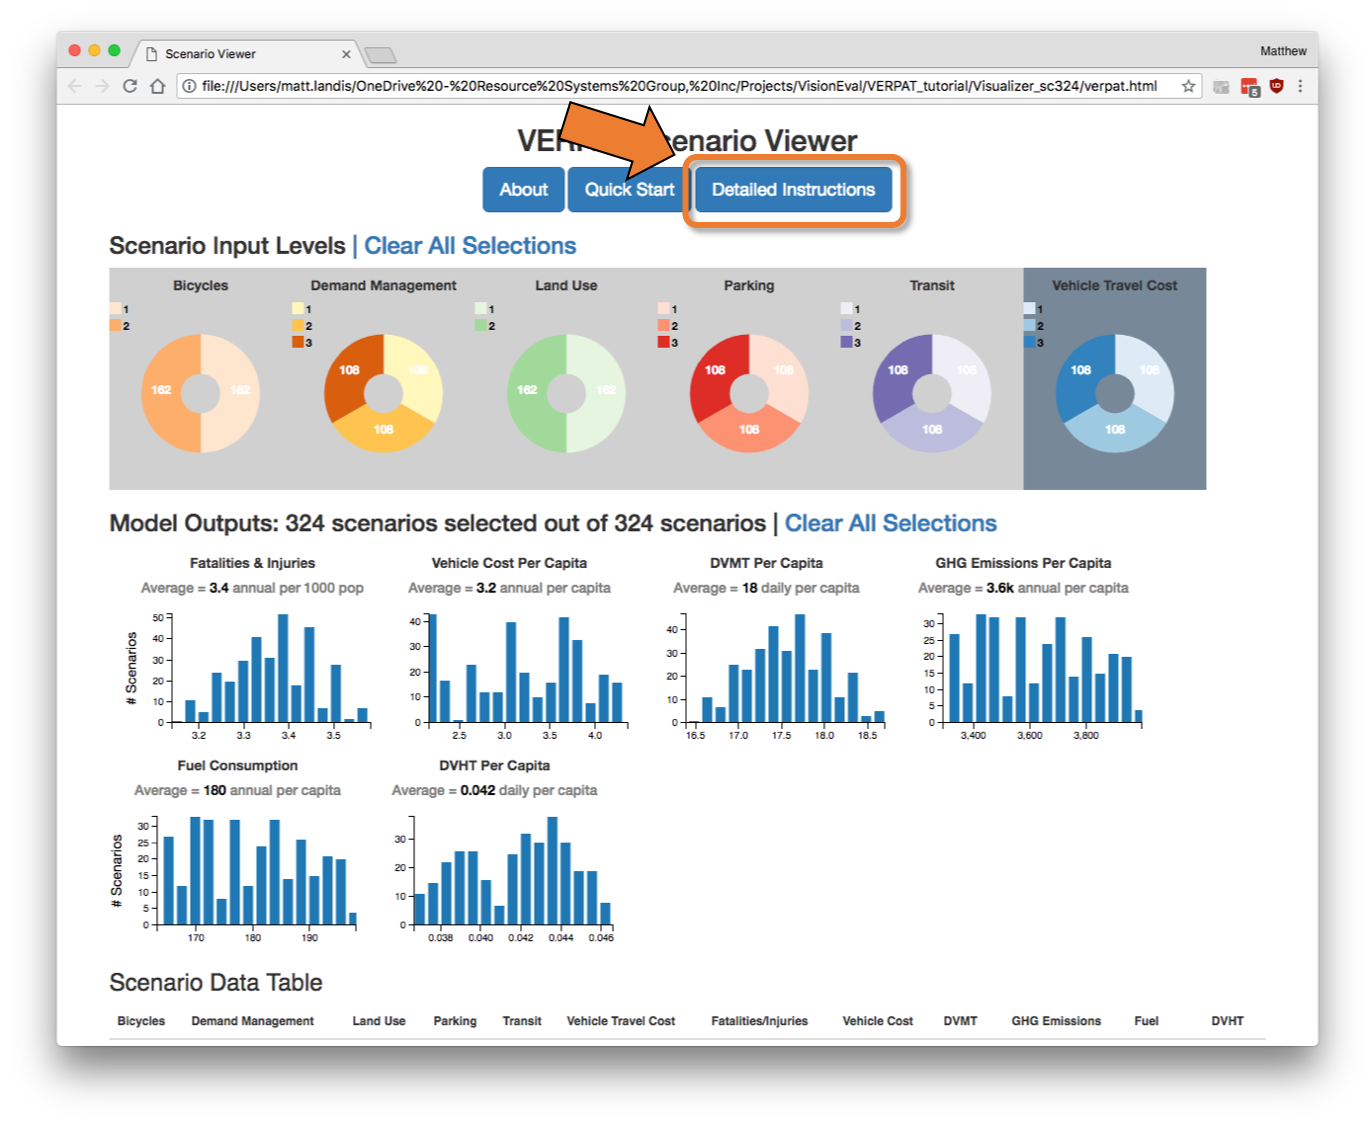 Scenario Viewer
Matthew
file:///Users/matt.landis/OneDrive%20-%20Resource%20Systems%20Group,%20Inc/Projects/VisionEval/VERPAT_tutorial/Visualizer_sc324/verpat.html
5
VER enario Viewer
About Quick Start Detailed Instructions
Scenario Input Levels | Clear All Selections
Bicycles Demand Management Land Use Parking Transit Vehicle Travel Cost
1 1 1 1 1 1
2 2 2 2 2 2
3 3 3 3
162 162 108 108 162 162 108 108 108 108 108 108
108 108 108 108
Model Outputs: 324 scenarios selected out of 324 scenarios | Clear All Selections
Fatalities & Injuries Vehicle Cost Per Capita DVMT Per Capita GHG Emissions Per Capita
Average = 3.4 annual per 1000 pop Average = 3.2 annual per capita Average = 18 daily per capita Average = 3.6k annual per capita
# Scenarios
50 40 30 20 10 0
3.2 3.3 3.4 3.5
40 30 20 10 0
2.5 3.0 3.5 4.0
40 30 20 10 0
16.5 17.0 17.5 18.0 18.5
30 25 20 15 10 5 0
3,400 3,600 3,800
Fuel Consumption DVHT Per Capita
Average = 180 annual per capita Average = 0.042 daily per capita
# Scenarios
30 25 20 15 10 5 0
170 180 190
30 20 10 0
0.038 0.040 0.042 0.044 0.046
Scenario Data Table
Bicycles Demand Management Land Use Parking Transit Vehicle Travel Cost Fatalities/Injuries Vehicle Cost DVMT GHG Emissions Fuel DVHT